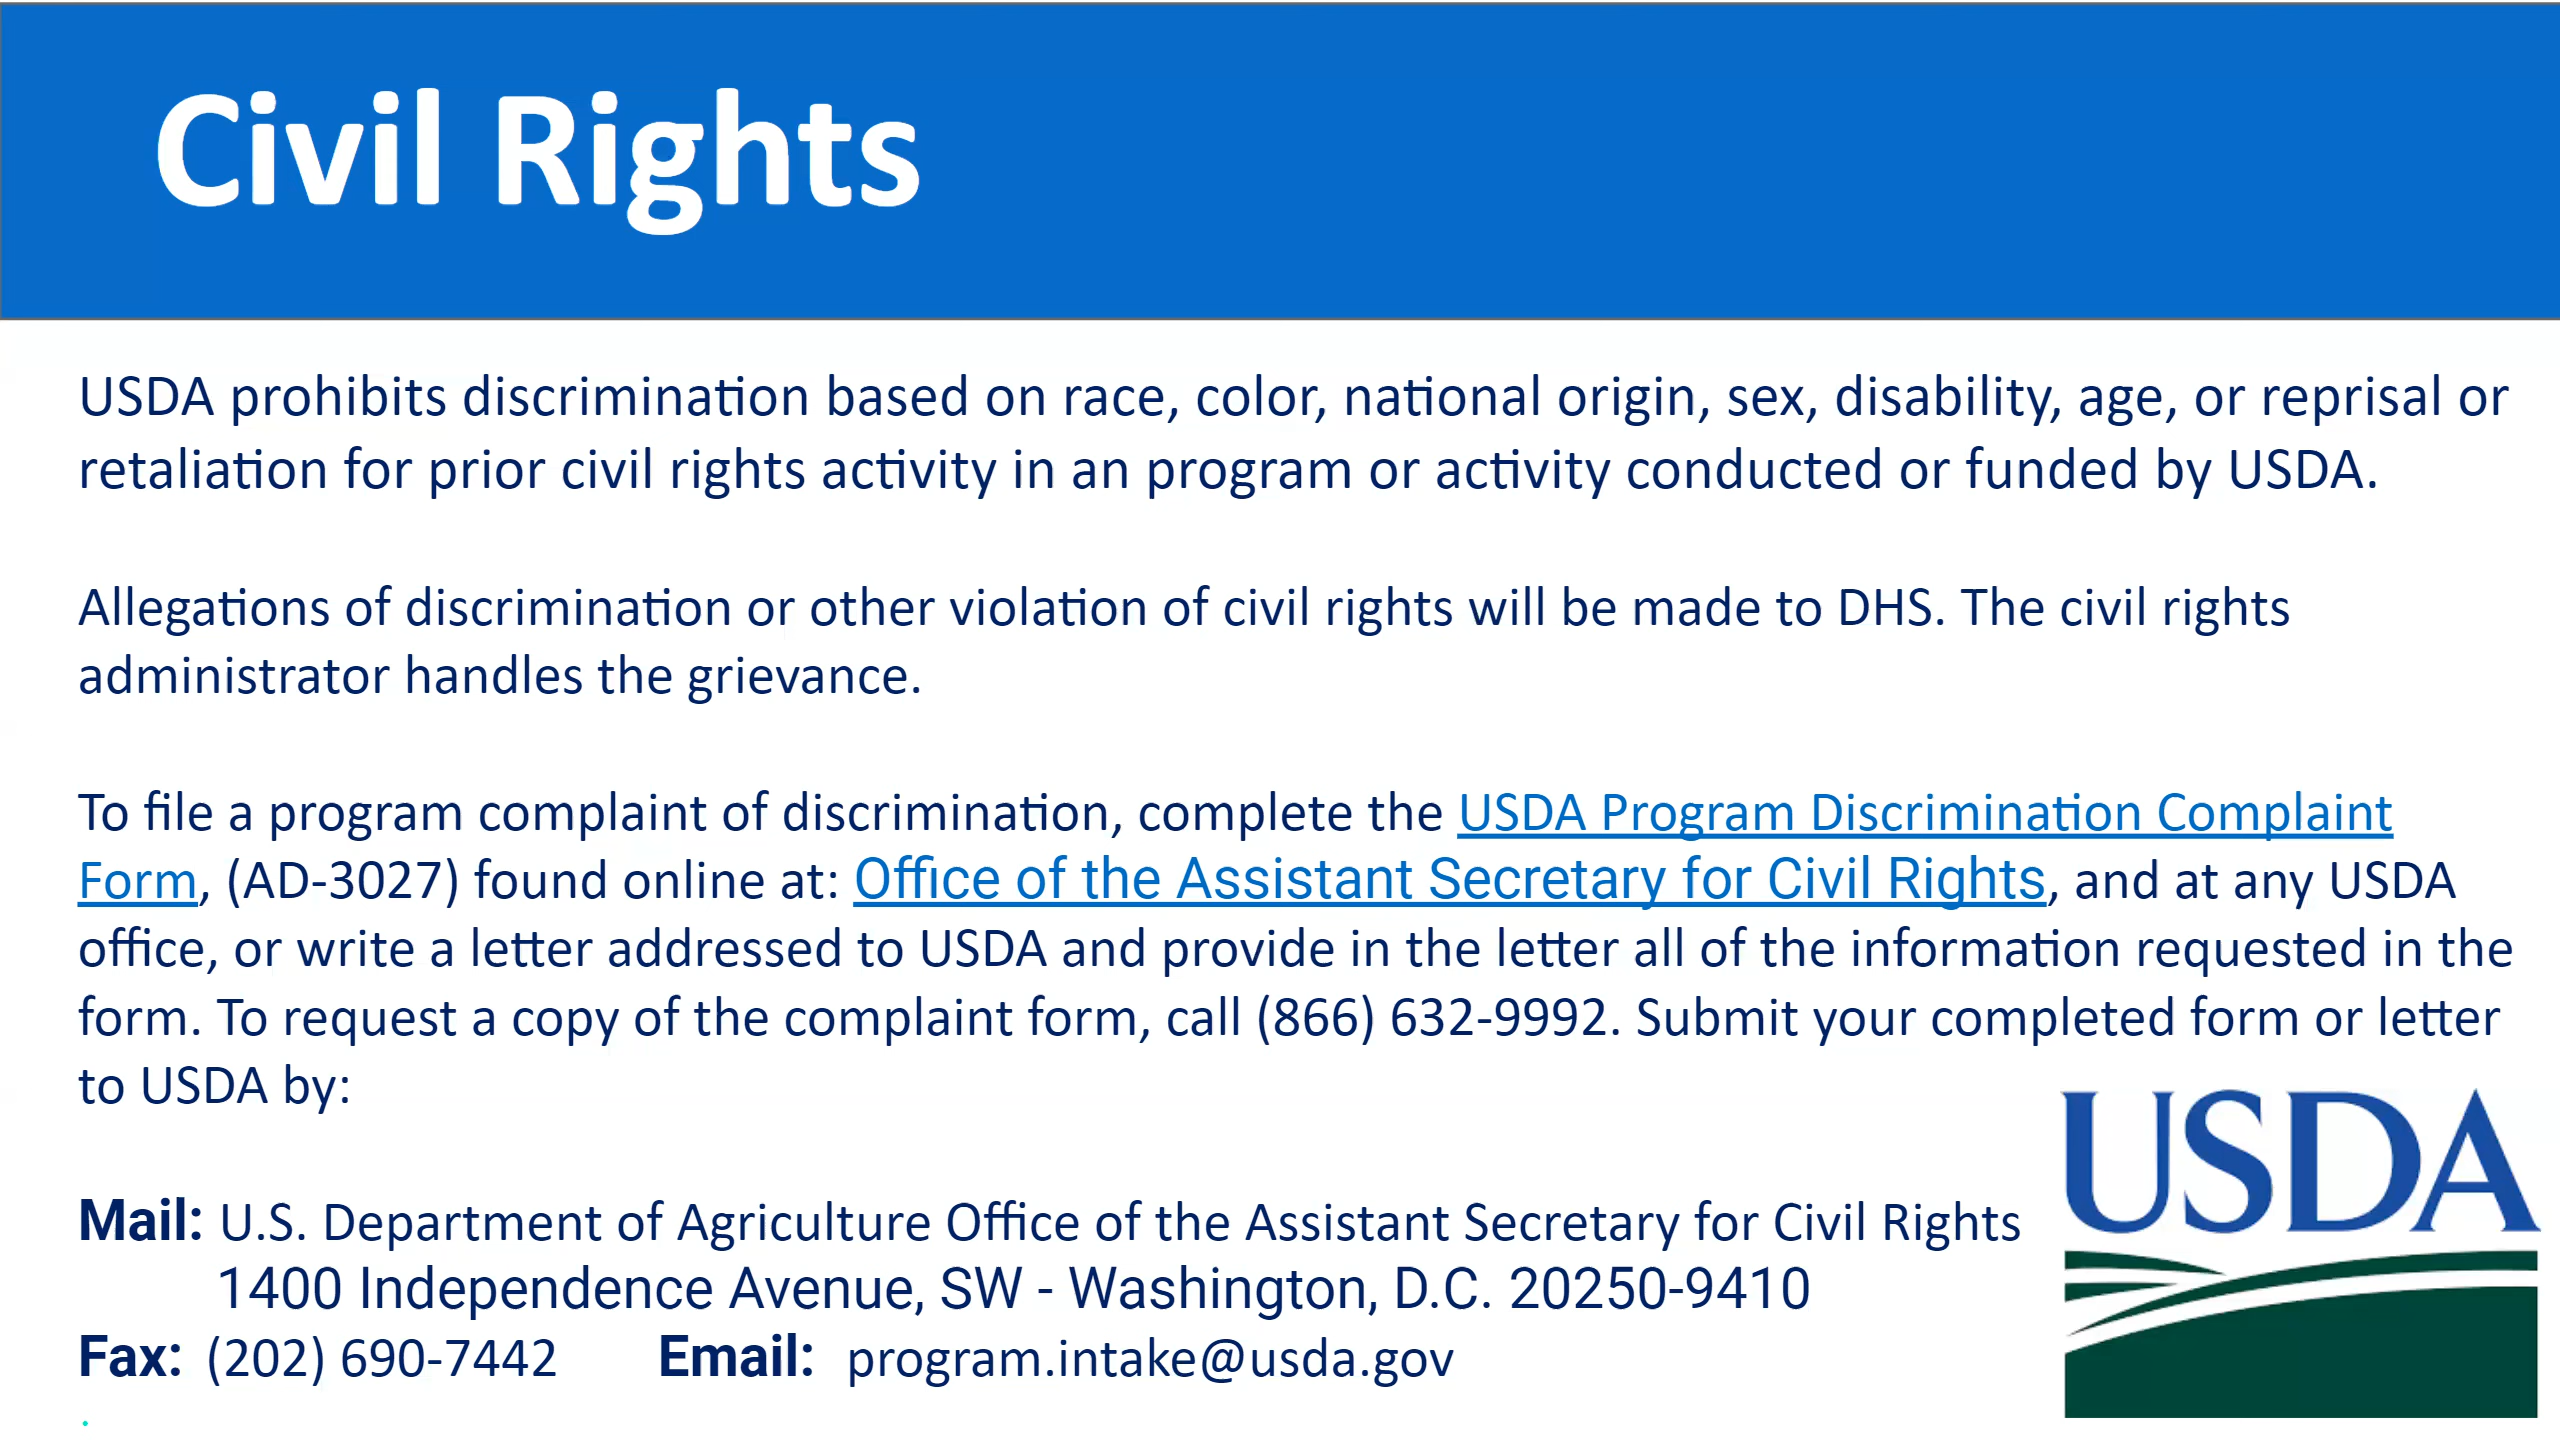 Civil Rights
USDA prohibits discrimination based on race, color, national origin, sex, disability, age, or reprisal or
retaliation for prior civil rights activity in an program or activity conducted or funded by USDA.
Allegations of discrimination or other violation of civil rights will be made to DHS. The civil rights
administrator handles the grievance.
To file a program complaint of discrimination, complete the USDA Program Discrimination Complaint
Form, (AD-3027) found online at: Office of the Assistant Secretary for Civil Rights, and at any USDA
office, or write a letter addressed to USDA and provide in the letter all of the information requested in the
form. To request a copy of the complaint form, call (866) 632-9992. Submit your completed form or letter
to USDA by:
Mail: U.S. Department of Agriculture Office of the Assistant Secretary for Civil Rights
1400 Independence Avenue, SW - Washington, D.C. 20250-9410
Fax: (202) 690-7442 Email: program.intake@usda.gov
.
USDA